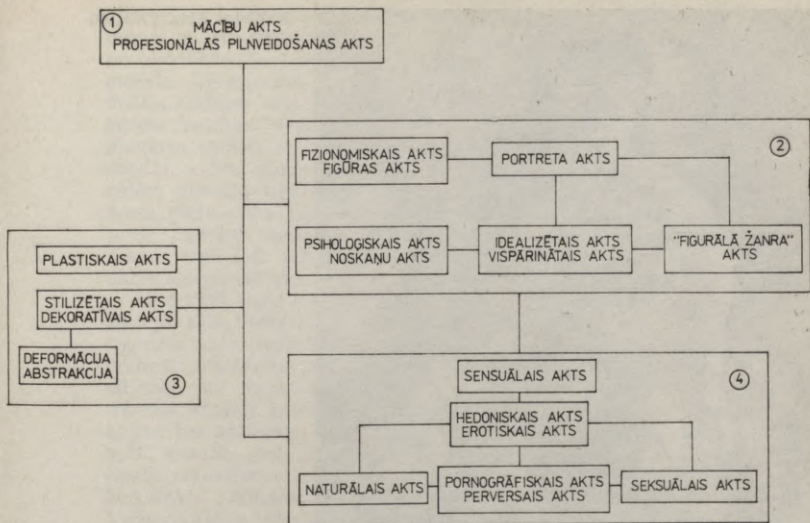 ①
MĀCĪBU AKTS
PROFESIONĀLĀS PILNVEIDOŠANAS AKTS
②
FIZIONOMISKAIS AKTS
FIGŪRAS AKTS
PORTRETA AKTS
PSIHOLOĢISKAIS AKTS
NOSKAŅU AKTS
IDEALIZĒTAIS AKTS
VISPĀRINĀTAIS AKTS
"FIGURĀLĀ ŽANRA"
AKTS
PLASTISKAIS AKTS
STILIZĒTAIS AKTS
DEKORATĪVAIS AKTS
DEFORMĀCIJA
ABSTRAKCIJA
③
④
SENSUĀLAIS AKTS
HEDONISKAIS AKTS
EROTISKAIS AKTS
NATURĀLAIS AKTS
PORNOGRĀFISKAIS AKTS
PERVERSAIS AKTS
SEKSUĀLAIS AKTS